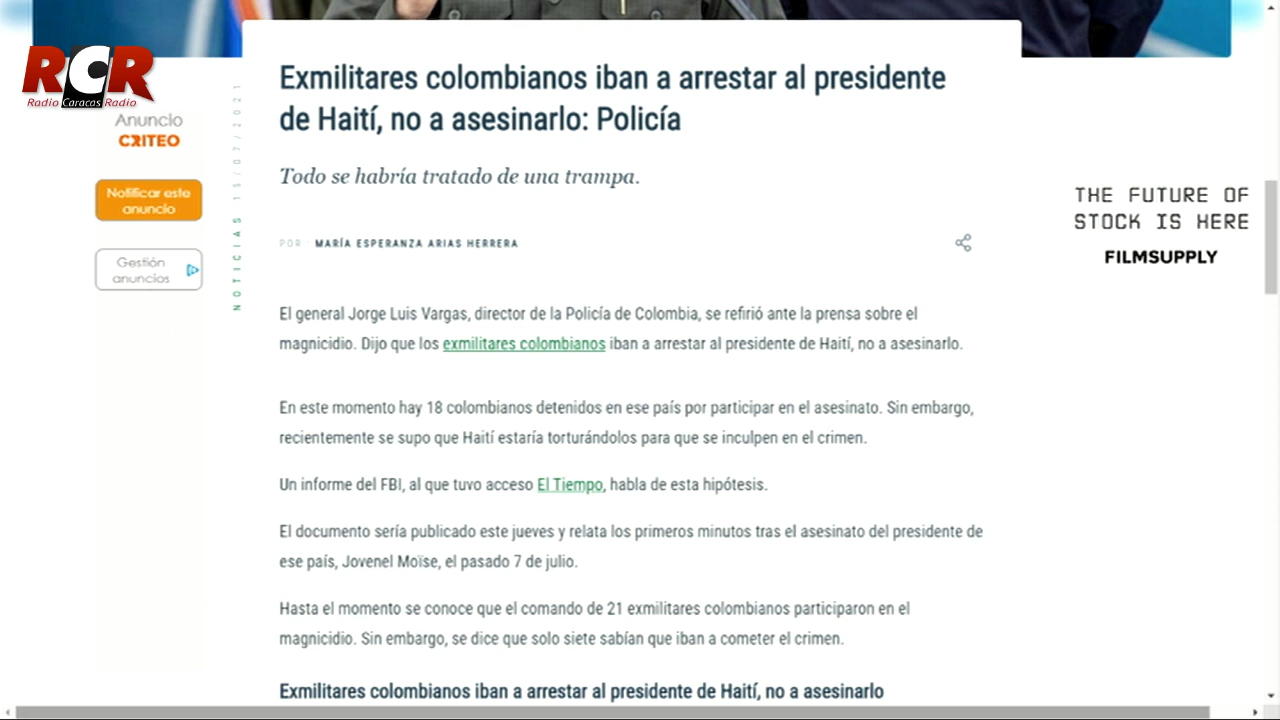 RCR
Radio Caracas Radio
Anuncio
CRITEO
Notificar este
anuncio
Gestión
anuncios
NOTICIAS 15/07/2021
Exmilitares colombianos iban a arrestar al presidente
de Haití, no a asesinarlo: Policía
Todo se habría tratado de una trampa.
POR MARÍA ESPERANZA ARIAS HERRERA
El general Jorge Luis Vargas, director de la Policía de Colombia, se refirió ante la prensa sobre el
magnicidio. Dijo que los exmilitares colombianos iban a arrestar al presidente de Haití, no a asesinarlo.
En este momento hay 18 colombianos detenidos en ese país por participar en el asesinato. Sin embargo,
recientemente se supo que Haití estaría torturándolos para que se inculpen en el crimen.
Un informe del FBI, al que tuvo acceso El Tiempo, habla de esta hipótesis.
El documento sería publicado este jueves y relata los primeros minutos tras el asesinato del presidente de
ese país, Jovenel Moïse, el pasado 7 de julio.
Hasta el momento se conoce que el comando de 21 exmilitares colombianos participaron en el
magnicidio. Sin embargo, se dice que solo siete sabían que iban a cometer el crimen.
Exmilitares colombianos iban a arrestar al presidente de Haití, no a asesinarlo
THE FUTURE OF
STOCK IS HERE
FILMSUPPLY